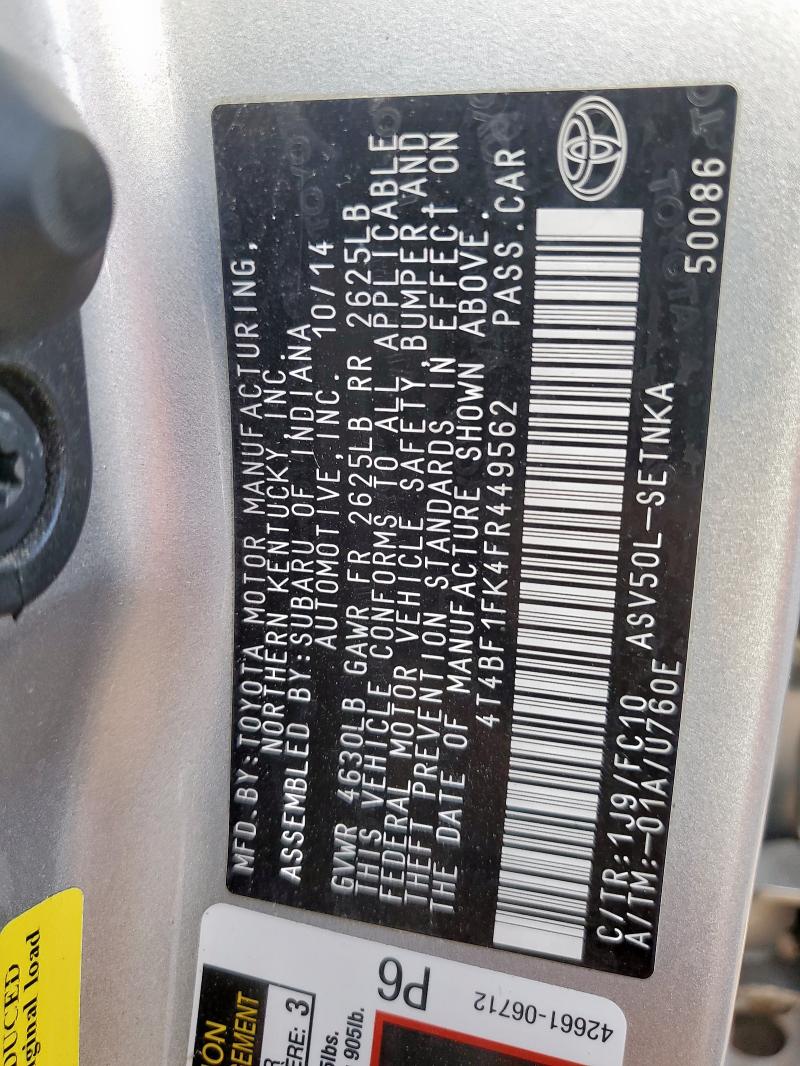 MFD.BY:TOYOTA MOTOR MANUFACTURING,
NORTHERN KENTUCKY,INC.
ASSEMBLED BY:SUBARU OF INDIANA
AUTOMOTIVE,INC. 10/14
GVWR 4630LB GAWR FR 2625LB RR 2625LB
THIS VEHICLE CONFORMS TO ALL APPLICABLE
FEDERAL MOTOR VEHICLE SAFETY,BUMPER,AND
THEFT PREVENTION STANDARDS IN EFFECT ON
THE DATE OF MANUFACTURE SHOWN ABOVE.
4T4BF1FK4FR449562 PASS.CAR
C/TR:1J9/FC10 ASV50L-SETNKA
A/TM:-01A/U760E
50086
P6
42661-06712
3
905lb.